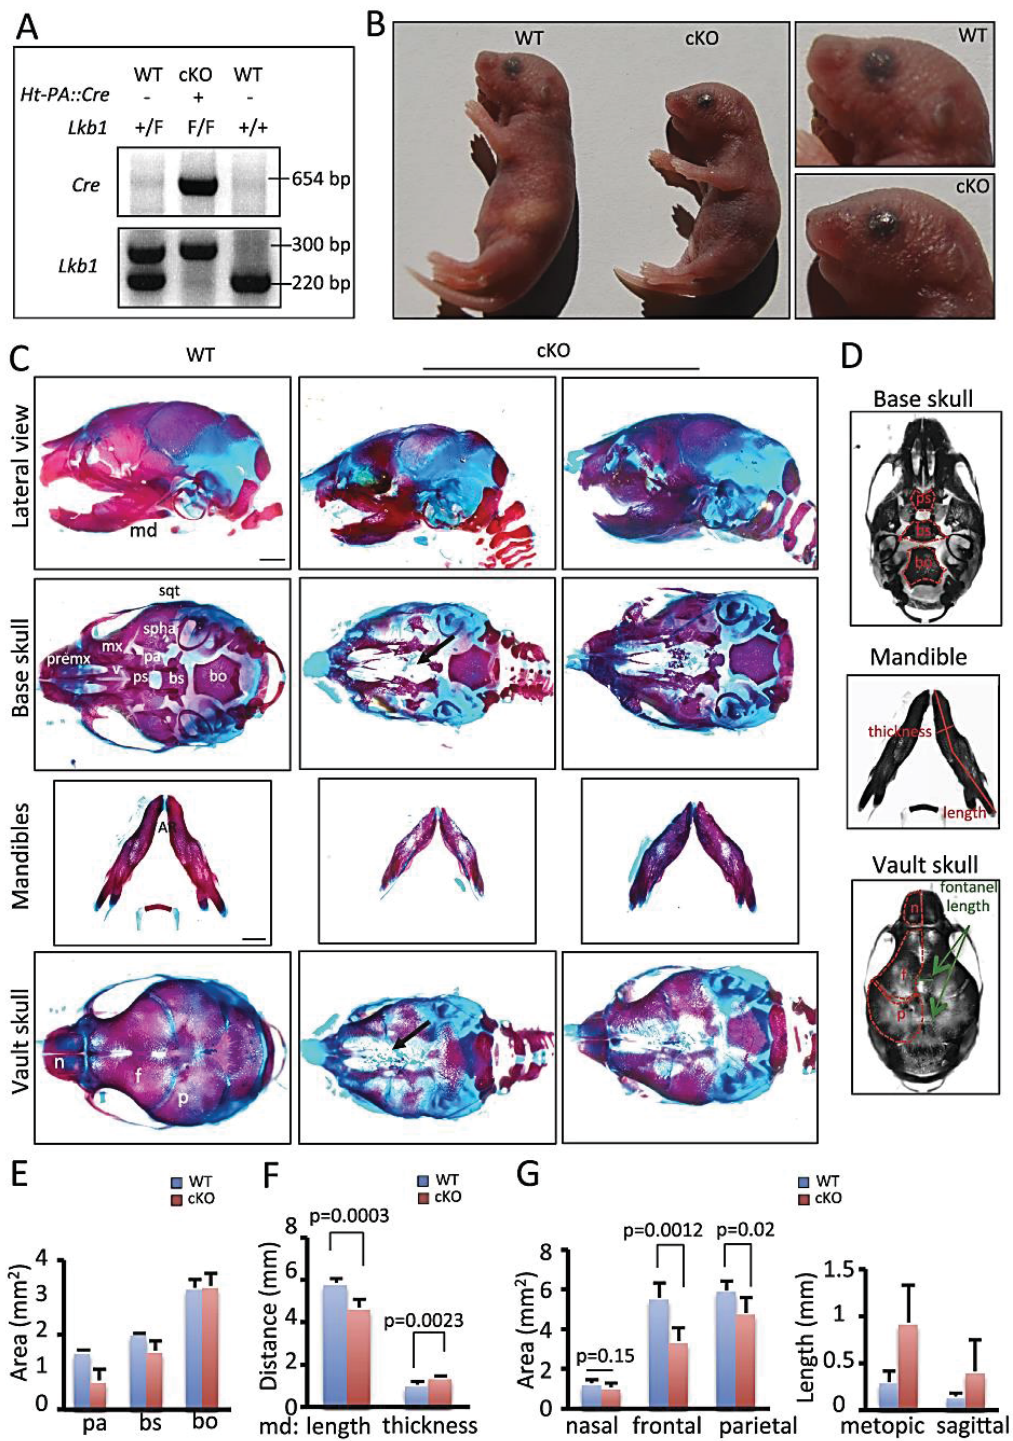 A
WT cKO WT
Ht-PA::Cre - + -
Lkb1 +/F F/F +/+
Cre
654 bp
Lkb1
300 bp
220 bp
B
WT
cKO
WT
cKO
C
WT
cKO
Lateral view
md
Base skull
sqt
spha
mx
pa
premx
v
ps
bs
bo
Mandibles
Vault skull
n
f
p
D
Base skull
ps
bs
bo
Mandible
thickness
length
Vault skull
fontanel
length
n
f
p
E
WT
cKO
Area (mm²)
4
3
2
1
0
pa bs bo
F
WT
cKO
Distance (mm)
8
6
4
2
0
p=0.0003
p=0.0023
md: length thickness
G
WT
cKO
Area (mm²)
8
6
4
2
0
p=0.15
p=0.0012
p=0.02
nasal frontal parietal
Length (mm)
1.5
1
0.5
0
metopic sagittal